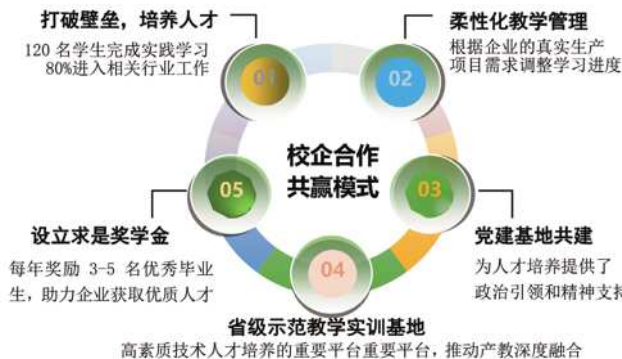 打破壁垒，培养人才
120 名学生完成实践学习
80%进入相关行业工作
01
柔性化教学管理
根据企业的真实生产
项目需求调整学习进度
02
校企合作
共赢模式
03
党建基地共建
为人才培养提供了
政治引领和精神支持
04
省级示范教学实训基地
高素质技术人才培养的重要平台重要平台，推动产教深度融合
05
设立求是奖学金
每年奖励 3-5 名优秀毕业
生，助力企业获取优质人才